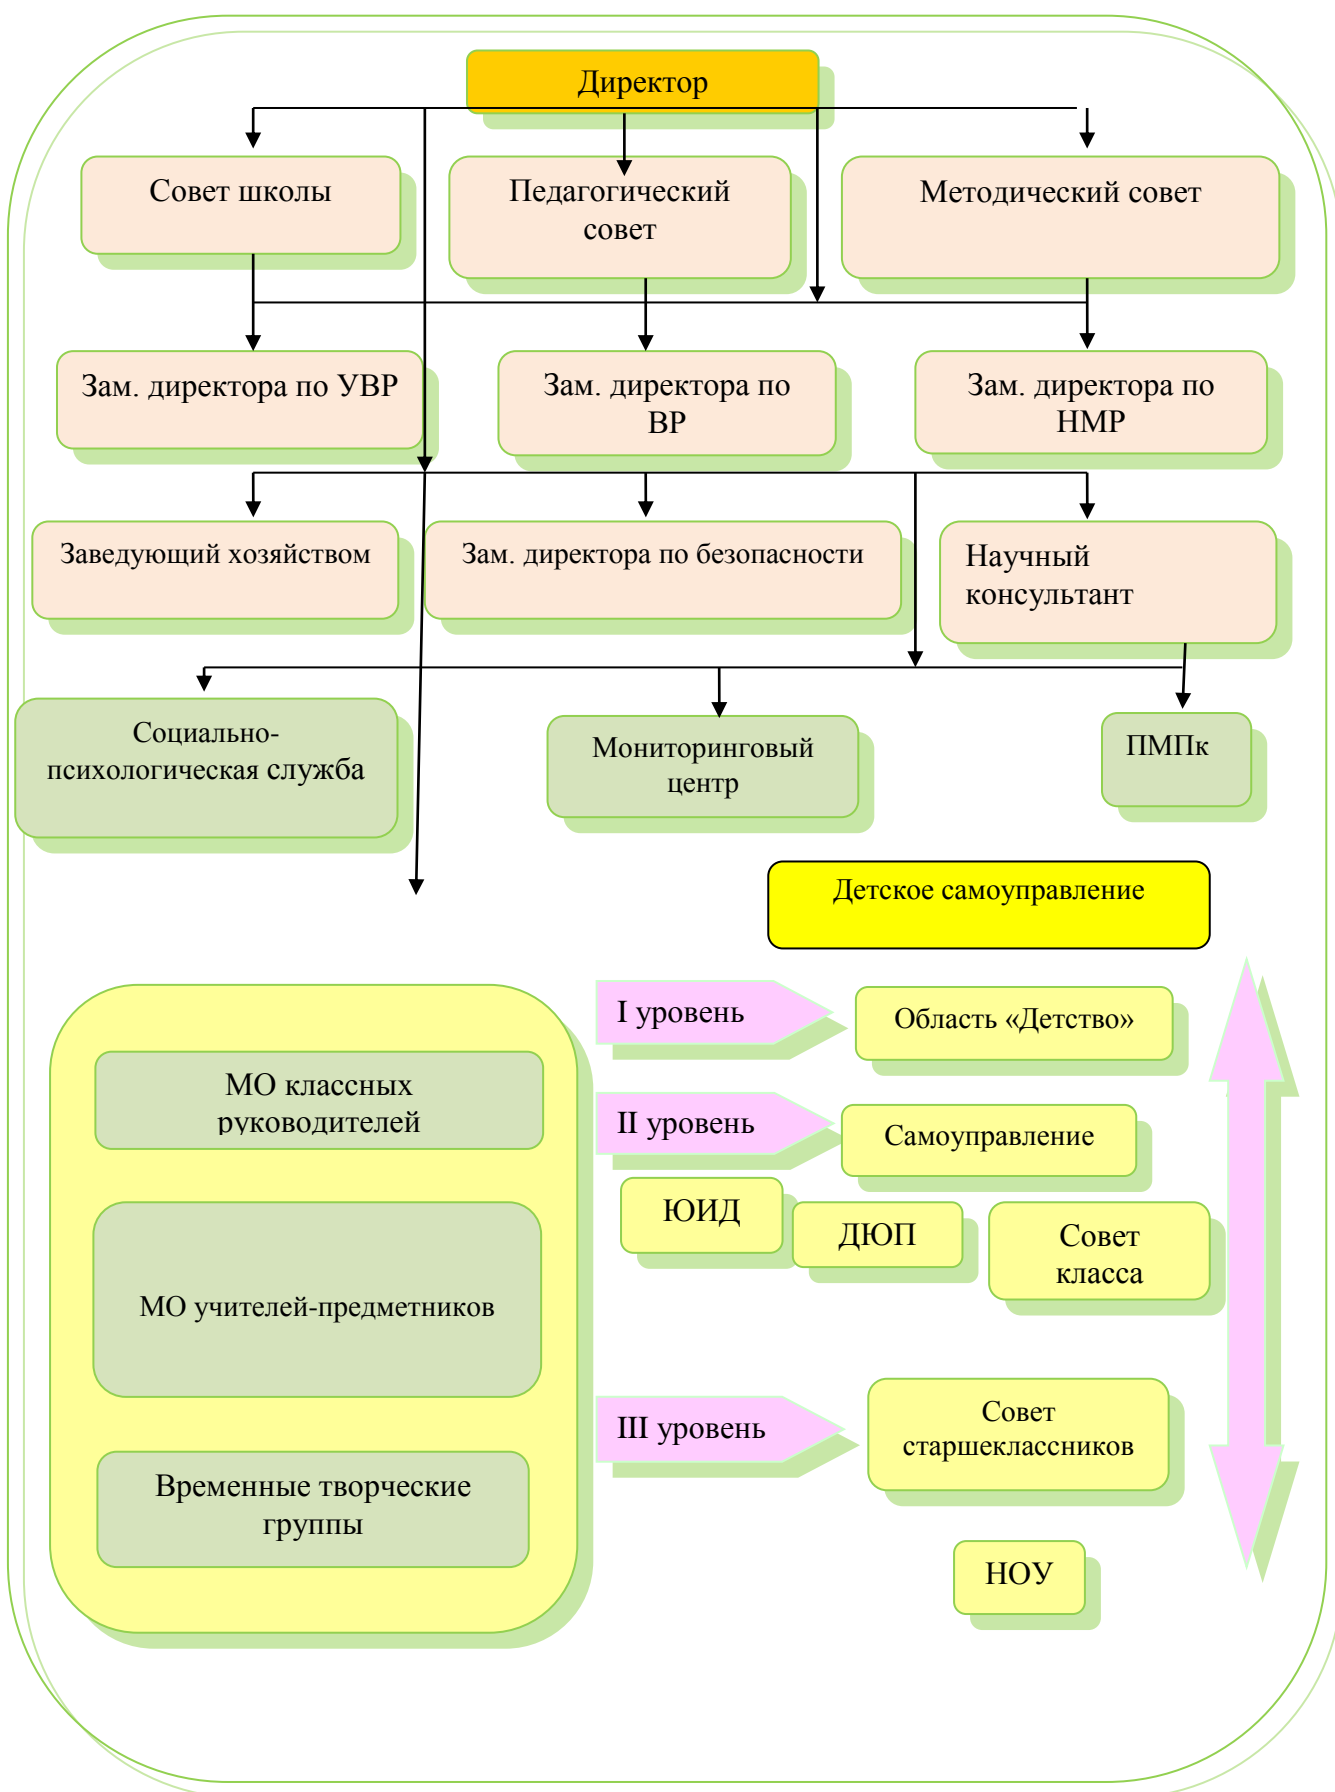 Директор
Совет школы
Педагогический
совет
Методический совет
Зам. директора по УВР
Зам. директора по
ВР
Зам. директора по
НМР
Заведующий хозяйством
Зам. директора по безопасности
Научный
консультант
Социально-
психологическая служба
Мониторинговый
центр
ПМПк
Детское самоуправление
I уровень
Область «Детство»
МО классных
руководителей
II уровень
Самоуправление
ЮИД
ДЮП
Совет
класса
МО учителей-предметников
III уровень
Совет
старшеклассников
Временные творческие
группы
НОУ